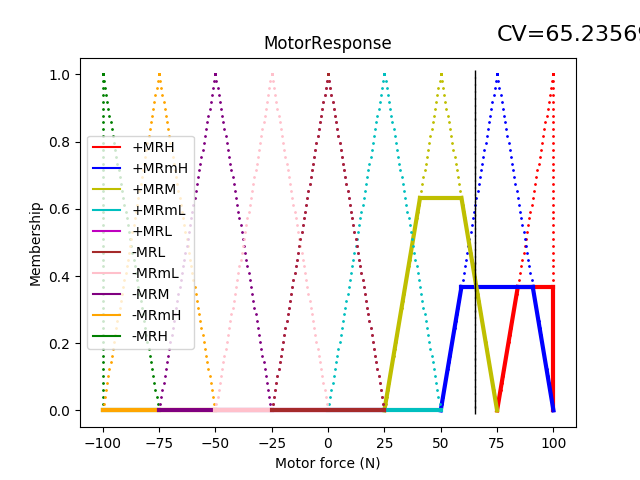 CV=65.23569
MotorResponse
1.0
0.8
0.6
0.4
0.2
0.0
Membership
+MRH
+MRmH
+MRM
+MRmL
+MRL
-MRL
-MRmL
-MRM
-MRmH
-MRH
−100 −75 −50 −25 0 25 50 75 100
Motor force (N)